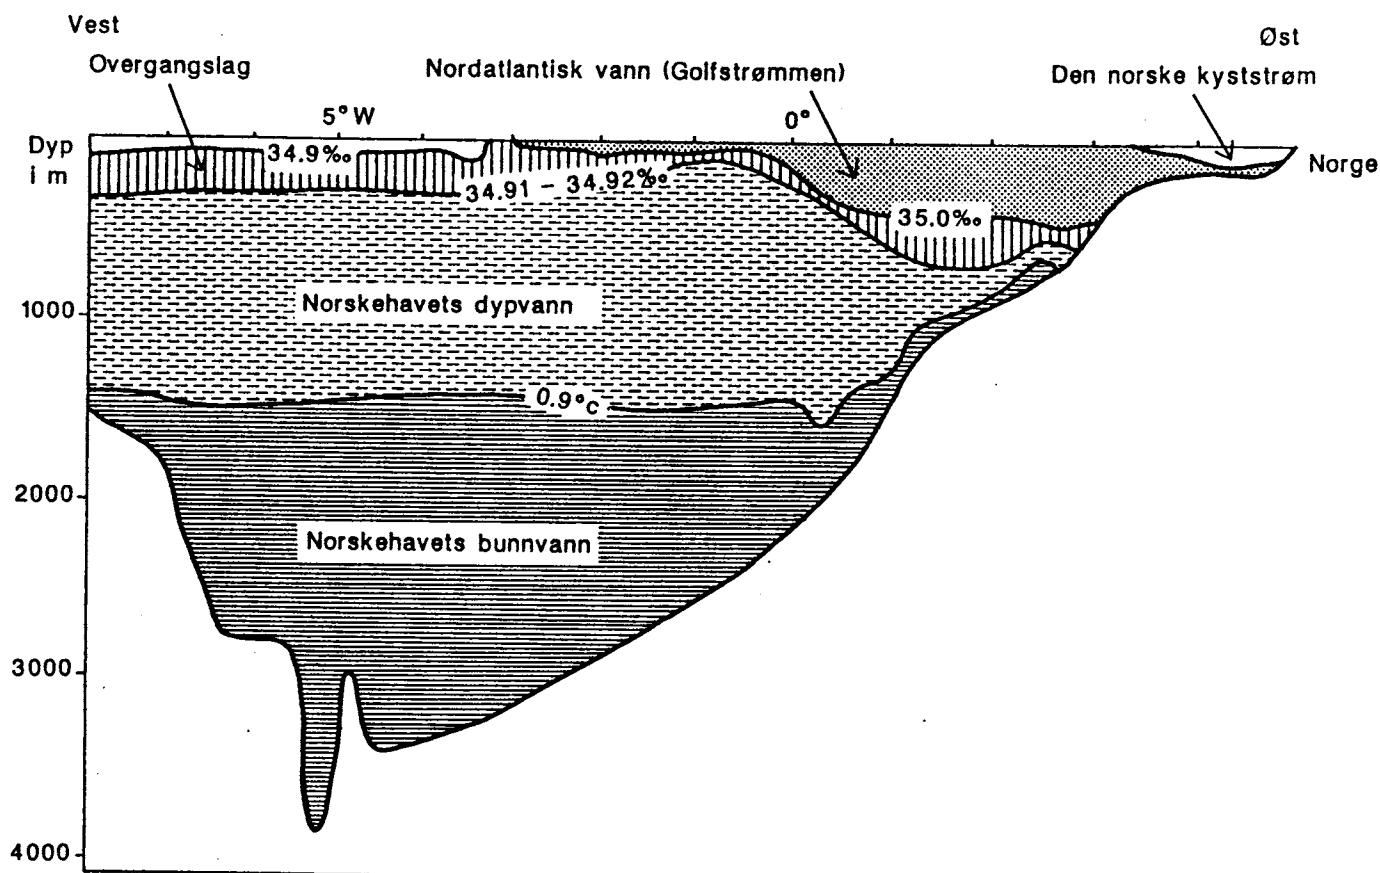 Vest
Øst
Overgangslag
Nordatlantisk vann (Golfstrømmen)
Den norske kyststrøm
5° W
0°
Dyp
i m
34.9‰
Norge
34.91 – 34.92‰
35.0‰
Norskehavets dypvann
1000
0.9°c
2000
Norskehavets bunnvann
3000
4000